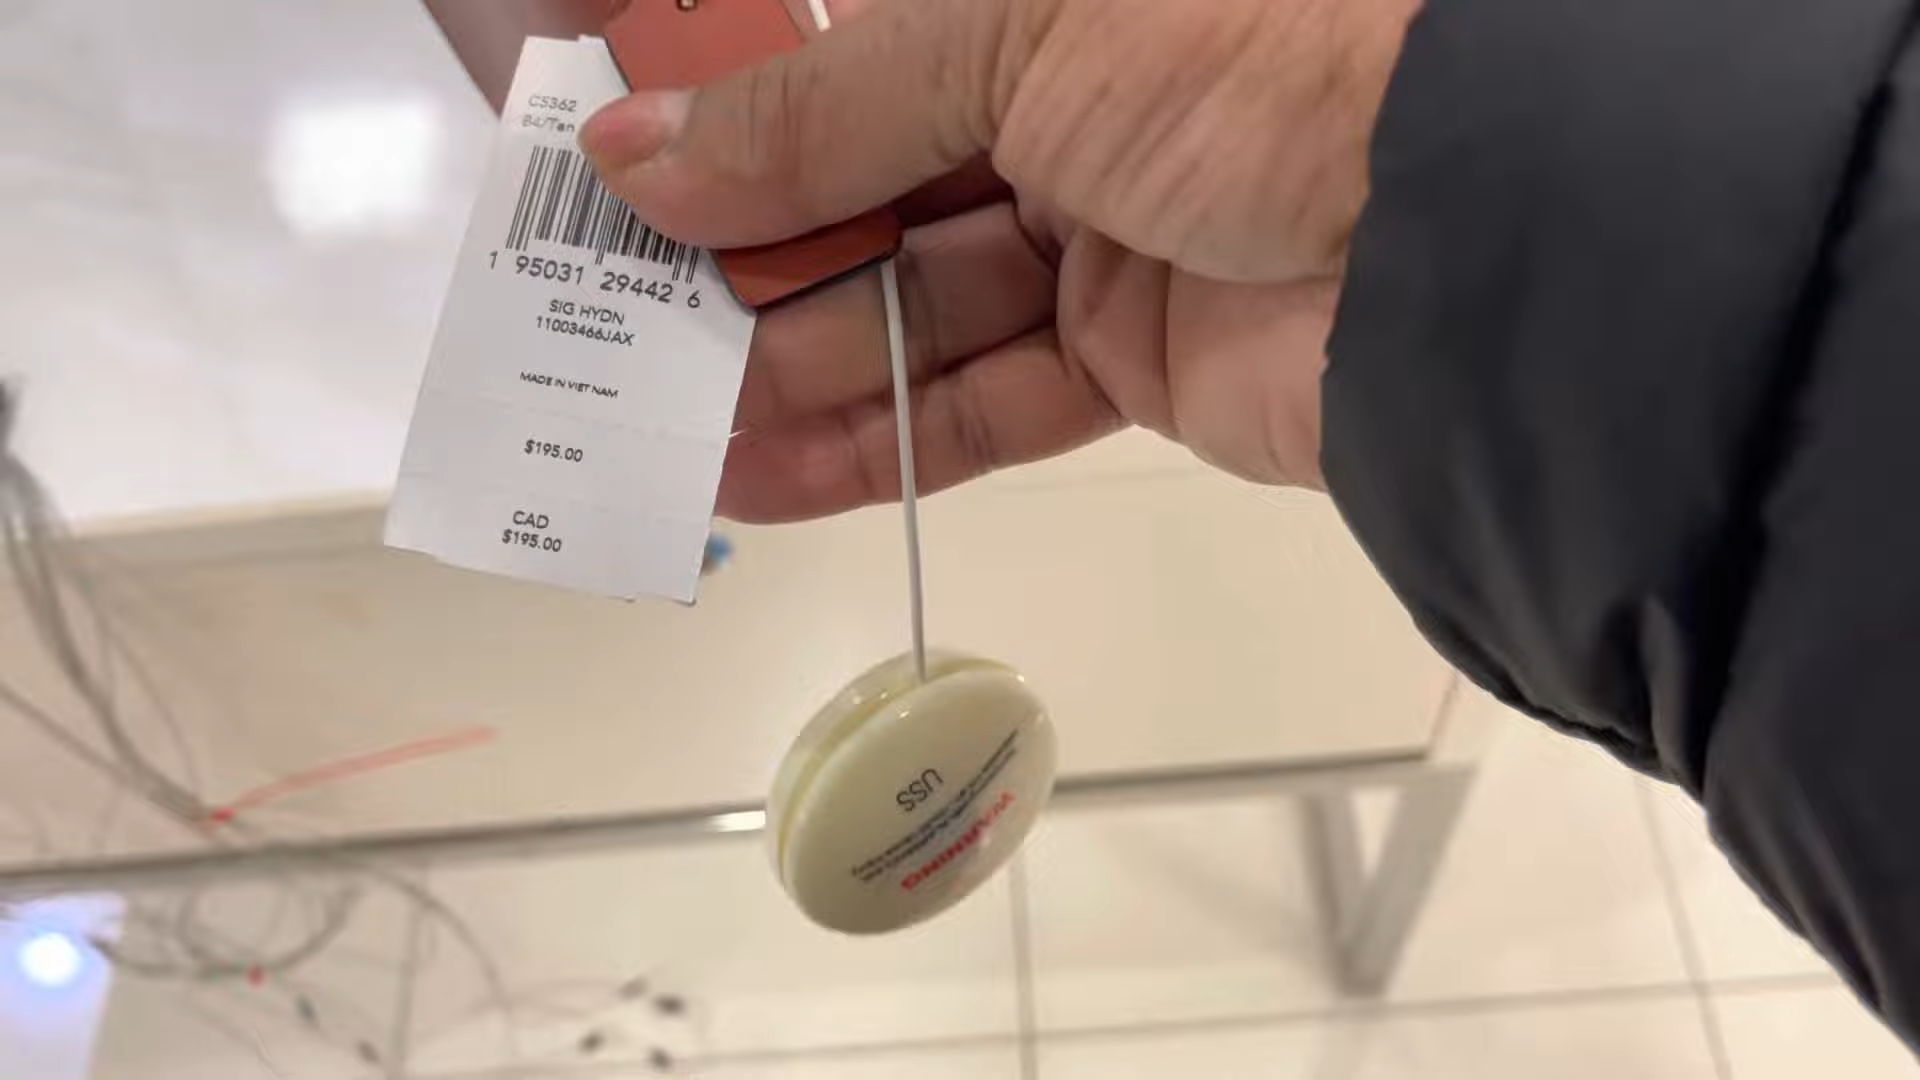 C5362
B4/Tan
1 95031 29442 6
SIG HYDN
11003466JAX
MADE IN VIET NAM
$195.00
CAD
$195.00
WARNING
USS